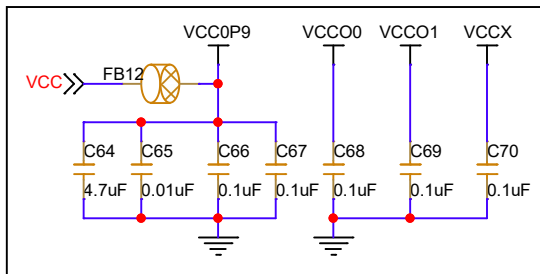 VCC0P9 VCCO0 VCCO1 VCCX
VCC FB12
C64 C65 C66 C67 C68 C69 C70
4.7uF 0.01uF 0.1uF 0.1uF 0.1uF 0.1uF 0.1uF